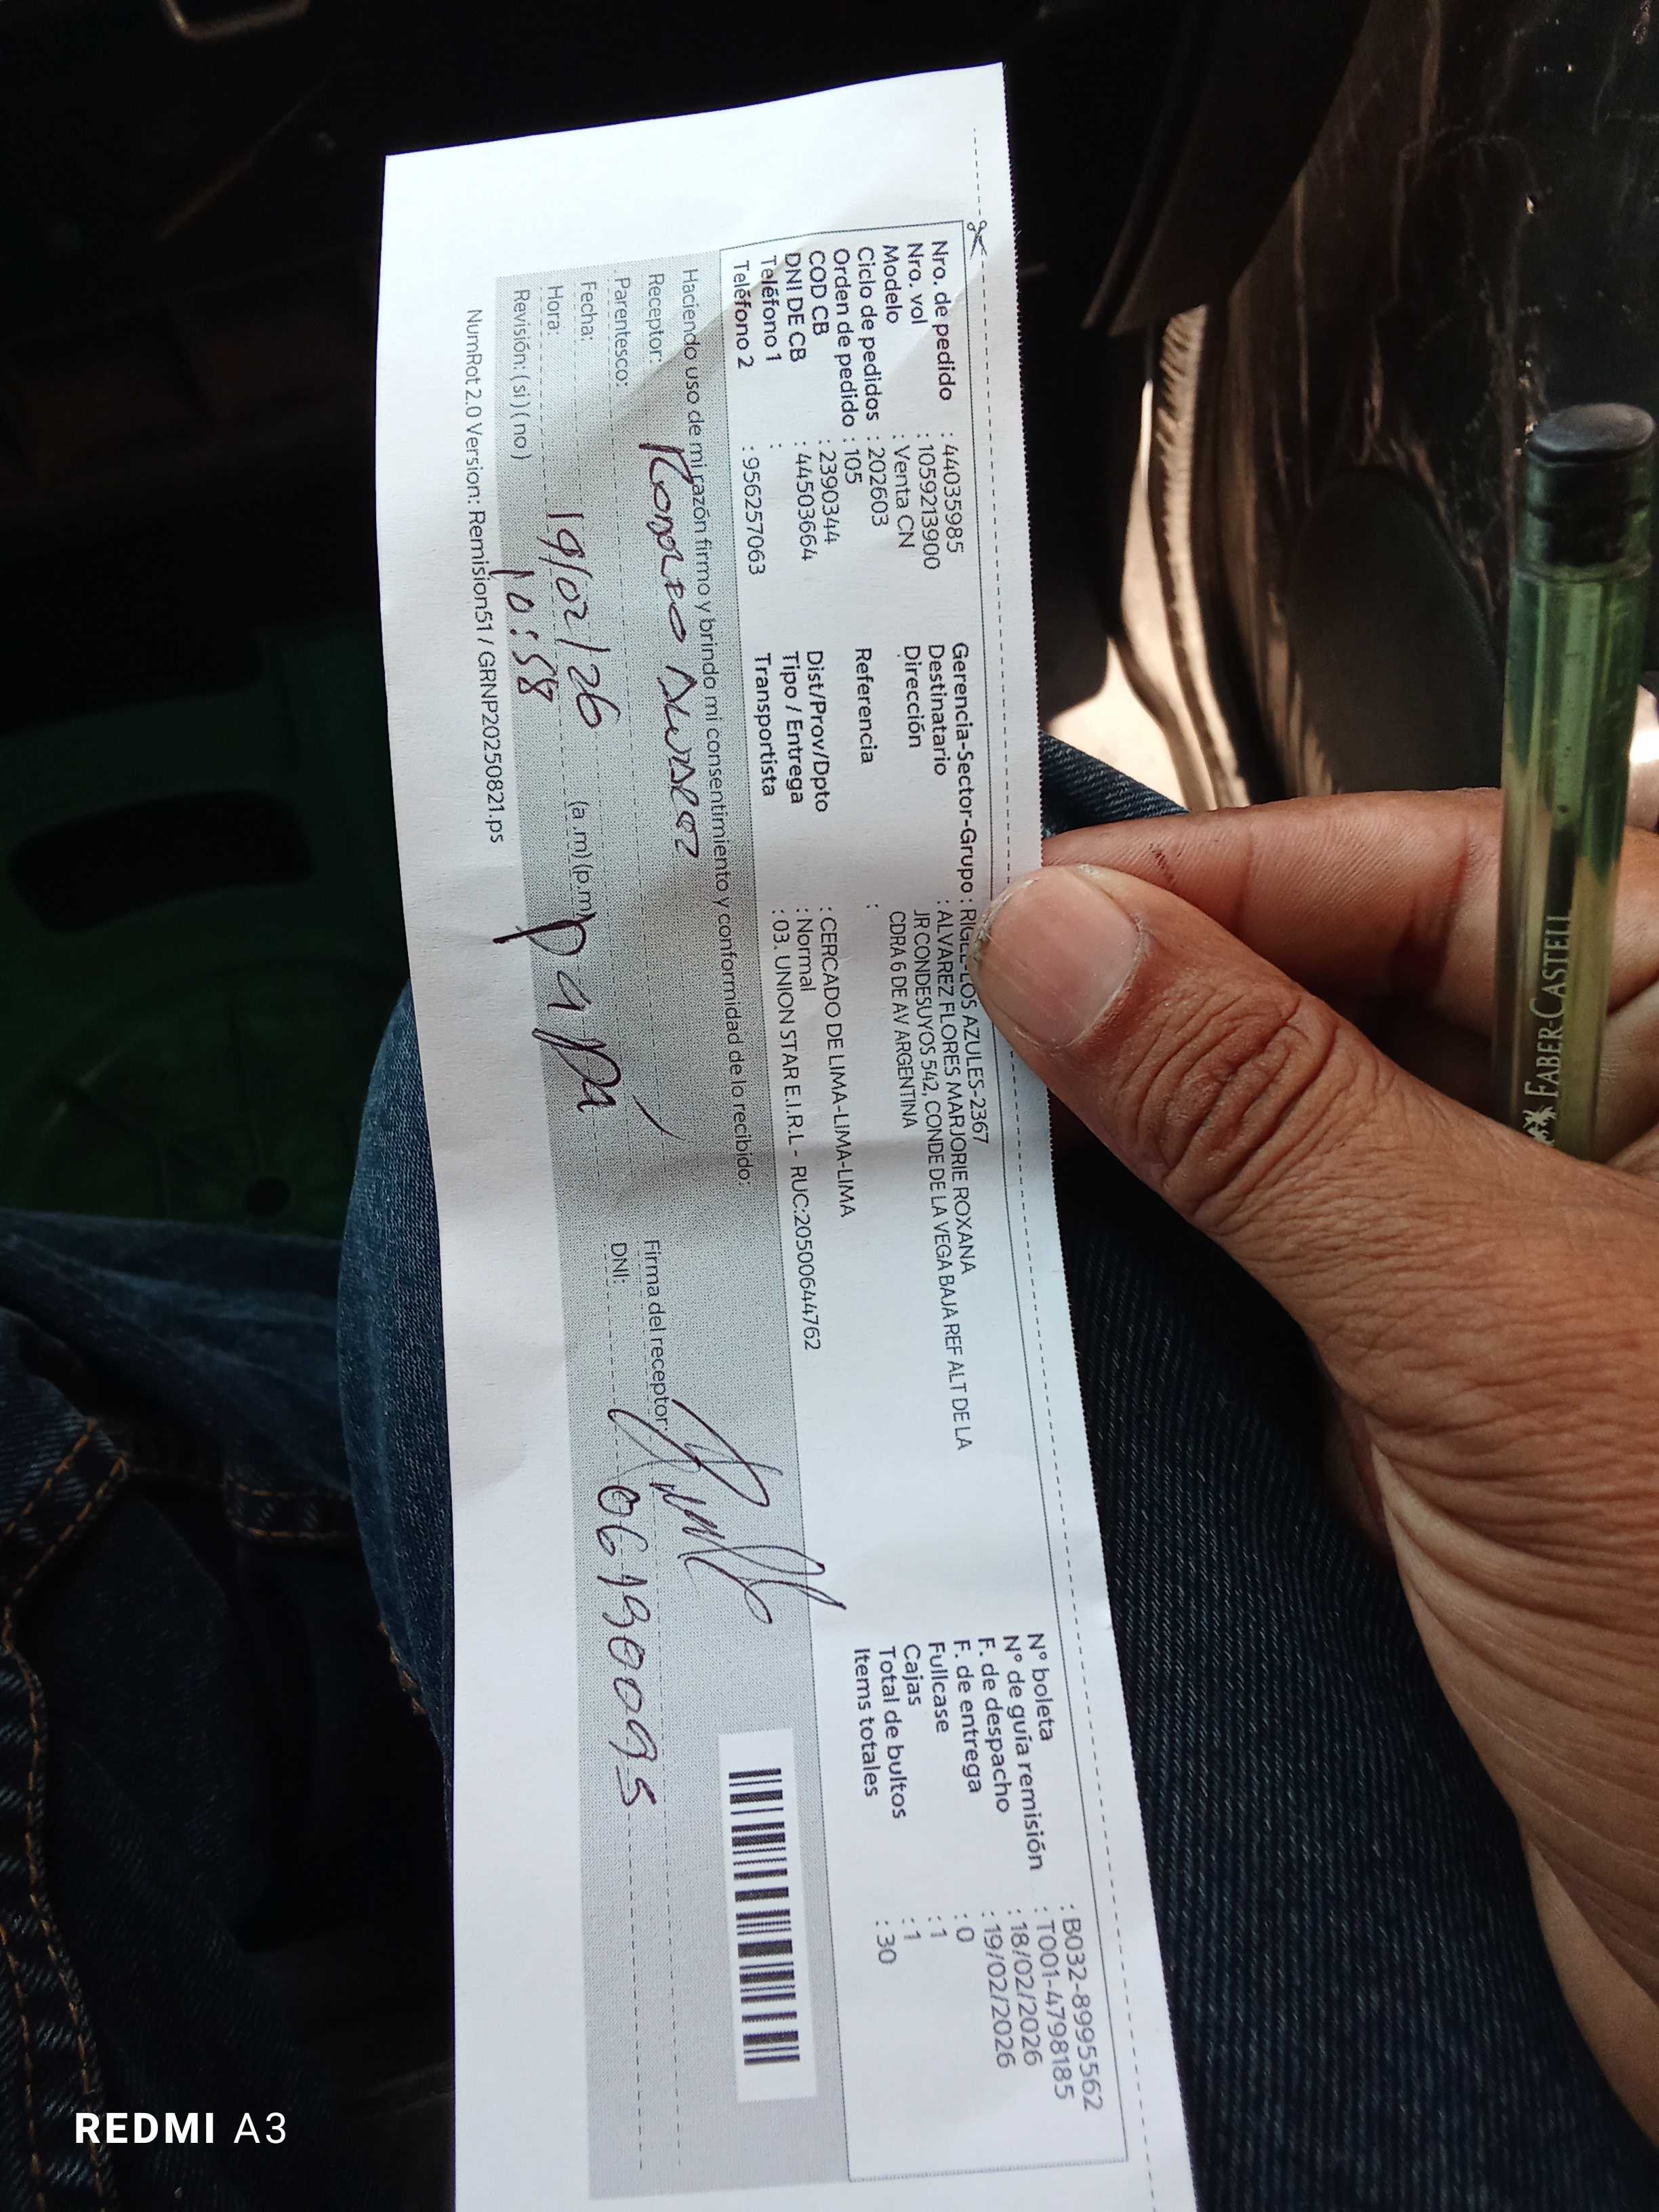 Nro. de pedido : 44035985
Nro. vol : 1059213900
Modelo : Venta CN
Ciclo de pedidos : 202603
Orden de pedido : 105
COD CB : 2390344
DNI DE CB : 44503664
Teléfono 1 :
Teléfono 2 : 956257063
Gerencia-Sector-Grupo : RIGEL-LOS AZULES-2367
Destinatario : ALVAREZ FLORES MARJORIE ROXANA
Dirección : JR CONDESUYOS 542, CONDE DE LA VEGA BAJA REF ALT DE LA
CDRA 6 DE AV ARGENTINA
Referencia :
Dist/Prov/Dpto : CERCADO DE LIMA-LIMA-LIMA
Tipo / Entrega : Normal
Transportista : 03. UNION STAR E.I.R.L - RUC:20500644762
N° boleta : B032-8995562
N° de guía remisión : T001-4798185
F. de despacho : 18/02/2026
F. de entrega : 19/02/2026
Fullcase : 0
Cajas : 1
Total de bultos : 1
Items totales : 30
Haciendo uso de mi razón firmo y brindo mi consentimiento y conformidad de lo recibido:
Receptor:
Parentesco: papá
Fecha: 19/02/26
Hora: 10:58 (a.m)(p.m)
Revisión: ( si ) ( no )
Firma del receptor
DNI: 06190095
NumRot 2.0 Version: Remision51 / GRNP20250821.ps
FABER-CASTELL
REDMI A3